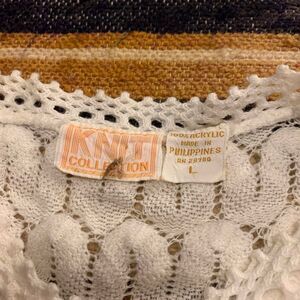 KNIT
COLLECTION
100% ACRYLIC
MADE IN
PHILIPPINES
L